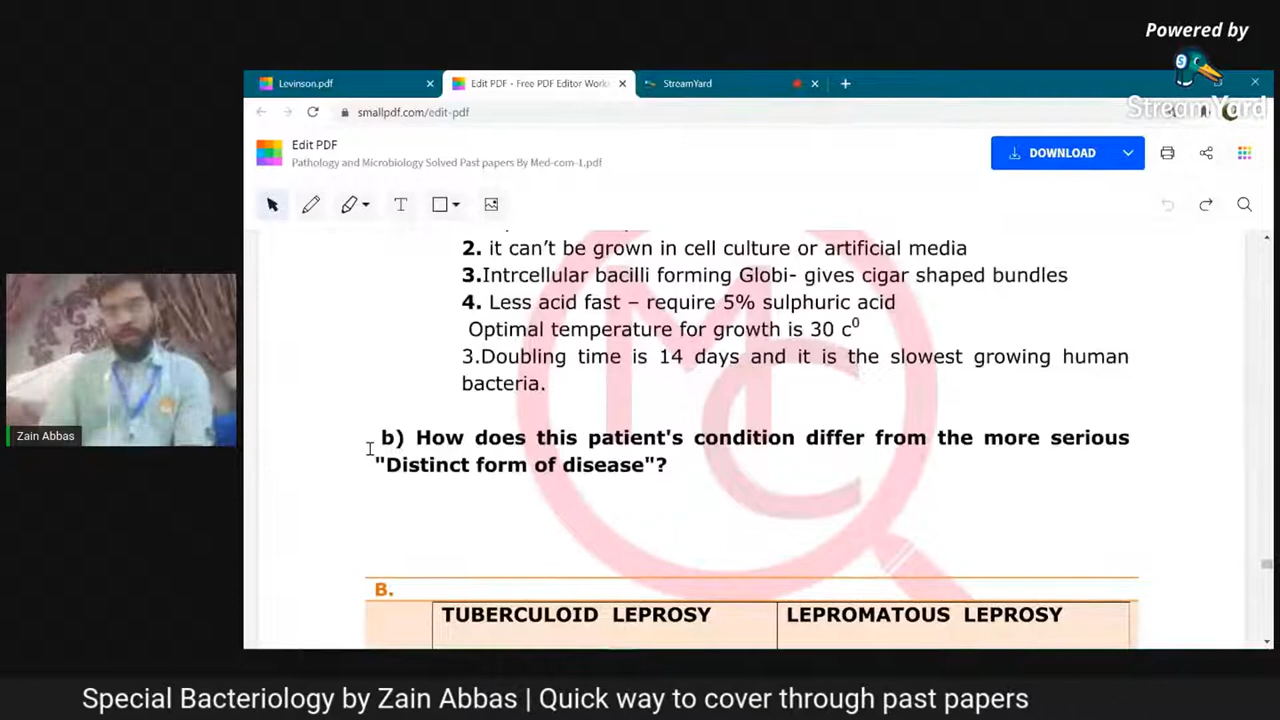 Powered by
StreamYard
Levinson.pdf
Edit PDF - Free PDF Editor Work
StreamYard
smallpdf.com/edit-pdf
Edit PDF
Pathology and Microbiology Solved Past papers By Med-com-1.pdf
DOWNLOAD
T
2. it can't be grown in cell culture or artificial media
3.Intrcellular bacilli forming Globi- gives cigar shaped bundles
4. Less acid fast – require 5% sulphuric acid
Optimal temperature for growth is 30 c⁰
3.Doubling time is 14 days and it is the slowest growing human
bacteria.
b) How does this patient's condition differ from the more serious
"Distinct form of disease"?
B.
TUBERCULOID LEPROSY
LEPROMATOUS LEPROSY
Zain Abbas
Special Bacteriology by Zain Abbas | Quick way to cover through past papers